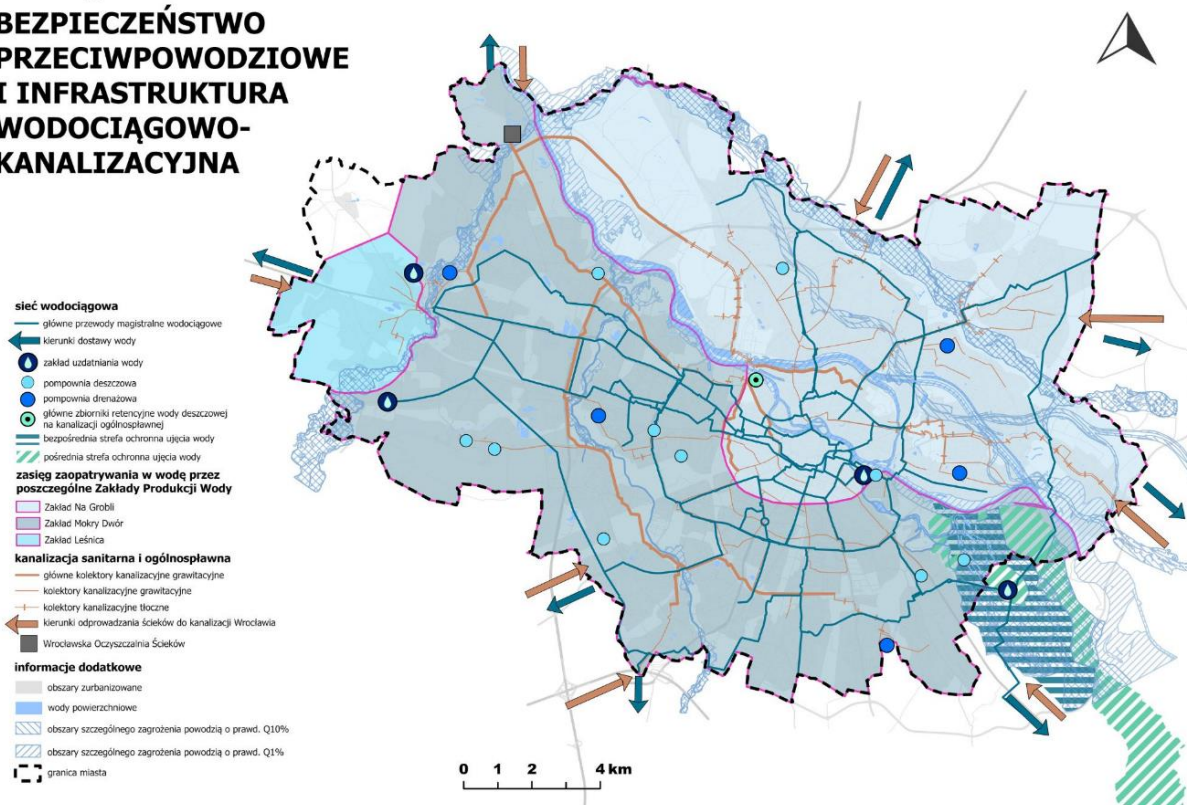 BEZPIECZEŃSTWO
PRZECIWPOWODZIOWE
I INFRASTRUKTURA
WODOCIĄGOWO-
KANALIZACYJNA
sieć wodociągowa
główne przewody magistralne wodociągowe
kierunki dostawy wody
zakład uzdatniania wody
pompownia deszczowa
pompownia drenażowa
główne zbiorniki retencyjne wody deszczowej
na kanalizacji ogólnospławnej
bezpośrednia strefa ochronna ujęcia wody
pośrednia strefa ochronna ujęcia wody
zasięg zaopatrywania w wodę przez
poszczególne Zakłady Produkcji Wody
Zakład Na Grobli
Zakład Mokry Dwór
Zakład Leśnica
kanalizacja sanitarna i ogólnospławna
główne kolektory kanalizacyjne grawitacyjne
kolektory kanalizacyjne grawitacyjne
kolektory kanalizacyjne tłoczne
kierunki odprowadzania ścieków do kanalizacji Wrocławia
Wrocławska Oczyszczalnia Ścieków
informacje dodatkowe
obszary zurbanizowane
wody powierzchniowe
obszary szczególnego zagrożenia powodzią o prawd. Q10%
obszary szczególnego zagrożenia powodzią o prawd. Q1%
granica miasta
0 1 2 4 km